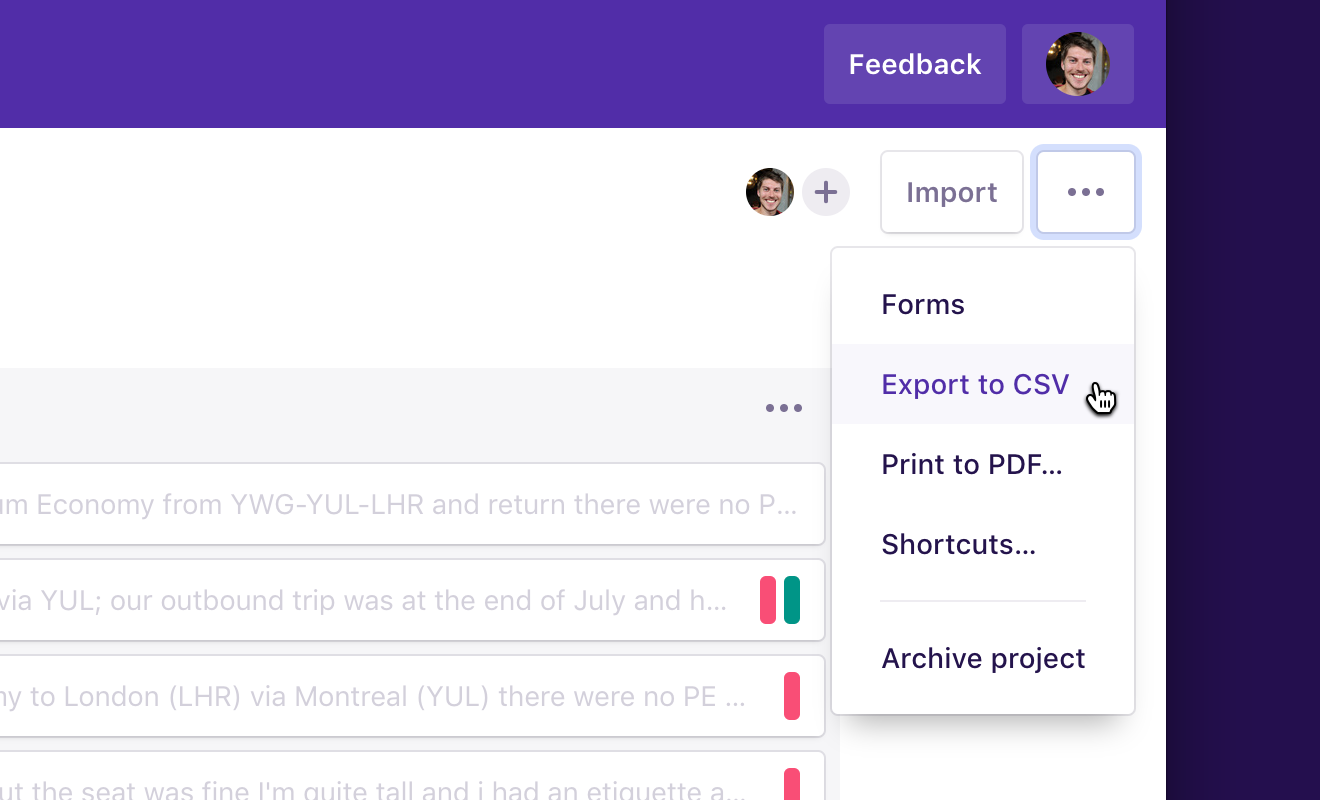 Feedback
Import
Forms
Export to CSV
Print to PDF...
Shortcuts...
Archive project
um Economy from YWG-YUL-LHR and return there were no P...
via YUL; our outbound trip was at the end of July and h...
ny to London (LHR) via Montreal (YUL) there were no PE ...
ut the seat was fine I'm quite tall and i had an etiquette a...